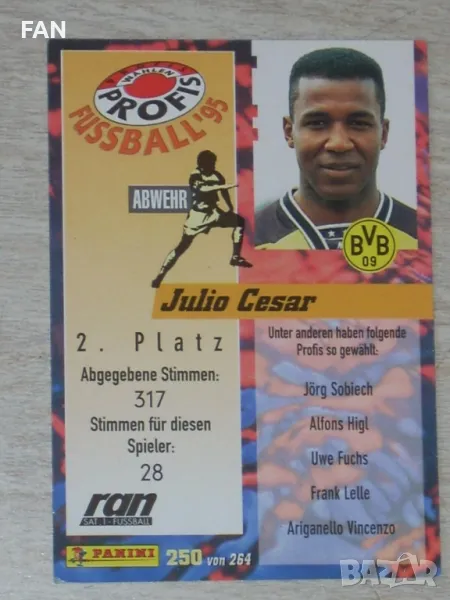 FAN
PROFIS
WÄHLEN
PROFIS
FUSSBALL'95
ABWEHR
BVB
09
Julio Cesar
2. Platz
Abgegebene Stimmen:
317
Stimmen für diesen
Spieler:
28
ran
SAT 1-FUSSBALL
Unter anderen haben folgende
Profis so gewählt:
Jörg Sobiech
Alfons Higl
Uwe Fuchs
Frank Lelle
Ariganello Vincenzo
PANINI
250 von 264
BAZAR